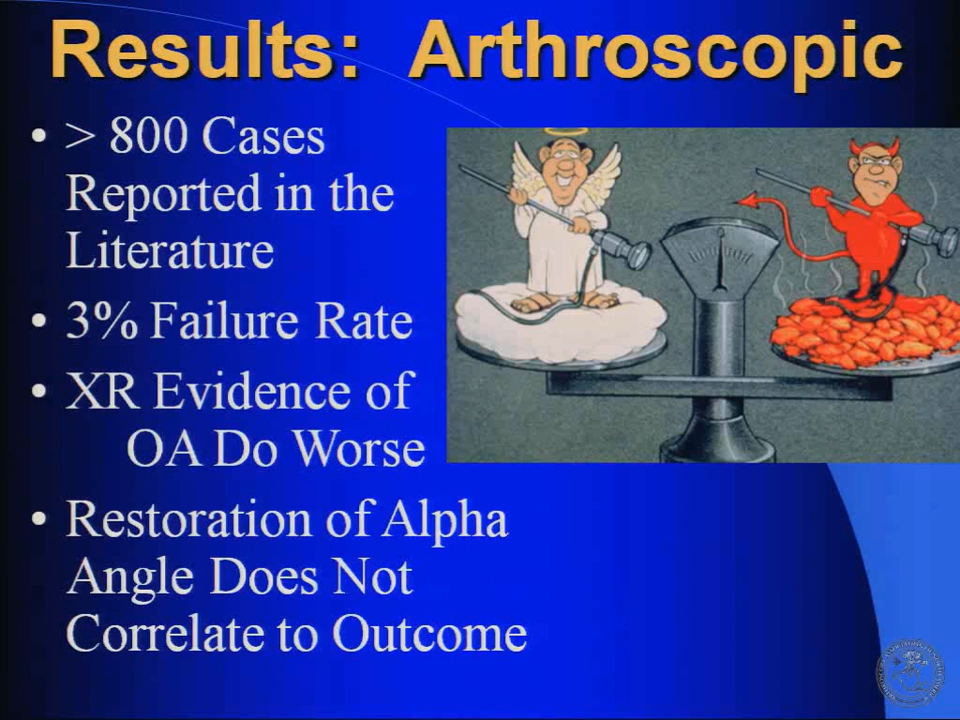 Results: Arthroscopic
• > 800 Cases
Reported in the
Literature
• 3% Failure Rate
• XR Evidence of
OA Do Worse
• Restoration of Alpha
Angle Does Not
Correlate to Outcome